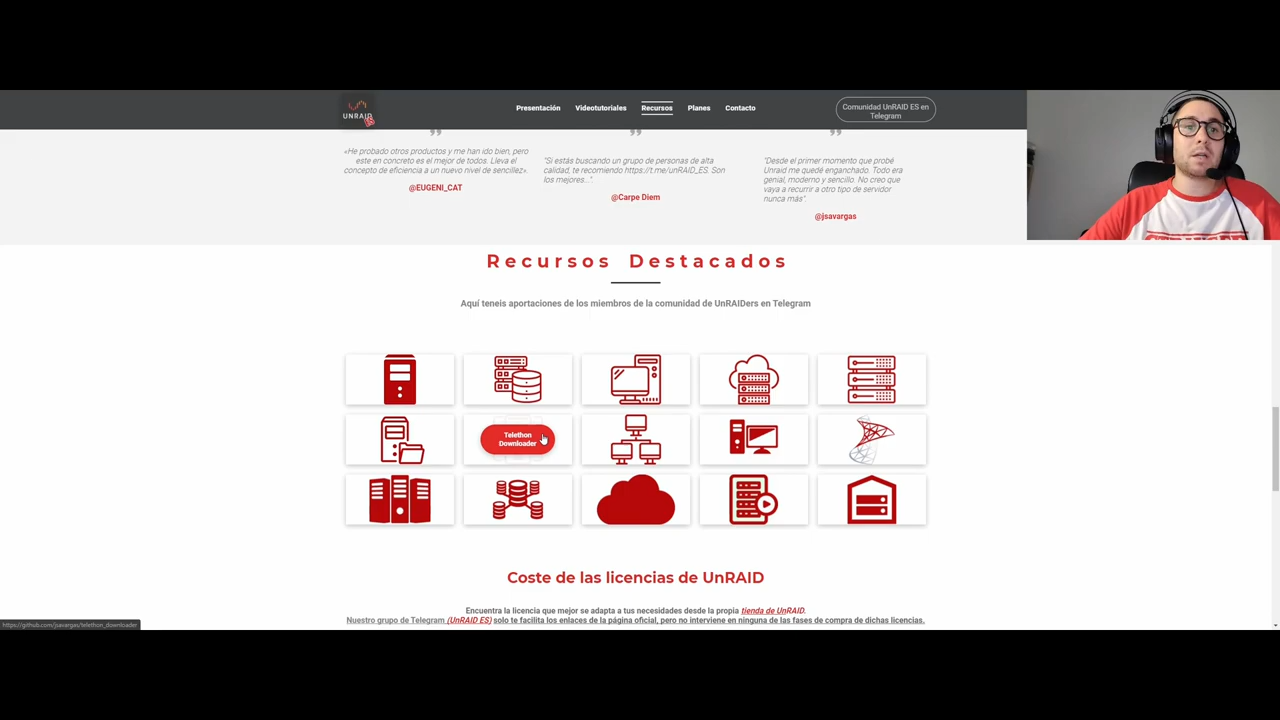 UNRAID
ES
Presentación
Videotutoriales
Recursos
Planes
Contacto
Comunidad UnRAID ES en
Telegram
«He probado otros productos y me han ido bien, pero
este en concreto es el mejor de todos. Lleva el
concepto de eficiencia a un nuevo nivel de sencillez».
@EUGENI_CAT
"Si estás buscando un grupo de personas de alta
calidad, te recomiendo https://t.me/unRAID_ES. Son
los mejores...".
@Carpe Diem
"Desde el primer momento que probé
Unraid me quedé enganchado. Todo era
genial, moderno y sencillo. No creo que
vaya a recurrir a otro tipo de servidor
nunca más".
@jsavargas
Recursos Destacados
Aquí teneis aportaciones de los miembros de la comunidad de UnRAIDers en Telegram
Telethon
Downloader
Coste de las licencias de UnRAID
Encuentra la licencia que mejor se adapta a tus necesidades desde la propia tienda de UnRAID.
Nuestro grupo de Telegram (UnRAID ES) solo te facilita los enlaces de la página oficial, pero no interviene en ninguna de las fases de compra de dichas licencias.
https://github.com/jsavargas/telethon_downloader